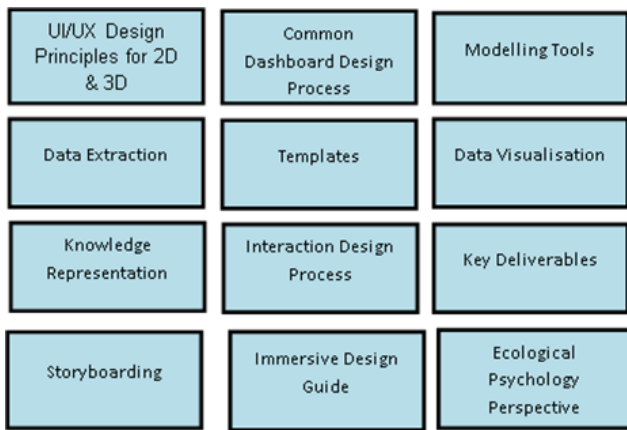 UI/UX Design
Principles for 2D
& 3D
Common
Dashboard Design
Process
Modelling Tools
Data Extraction
Templates
Data Visualisation
Knowledge
Representation
Interaction Design
Process
Key Deliverables
Storyboarding
Immersive Design
Guide
Ecological
Psychology
Perspective